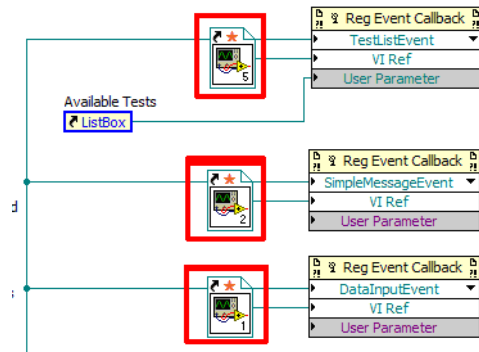 Reg Event Callback
TestListEvent
VI Ref
User Parameter
5
Available Tests
ListBox
Reg Event Callback
SimpleMessageEvent
VI Ref
User Parameter
2
d
Reg Event Callback
DataInputEvent
VI Ref
User Parameter
1
s